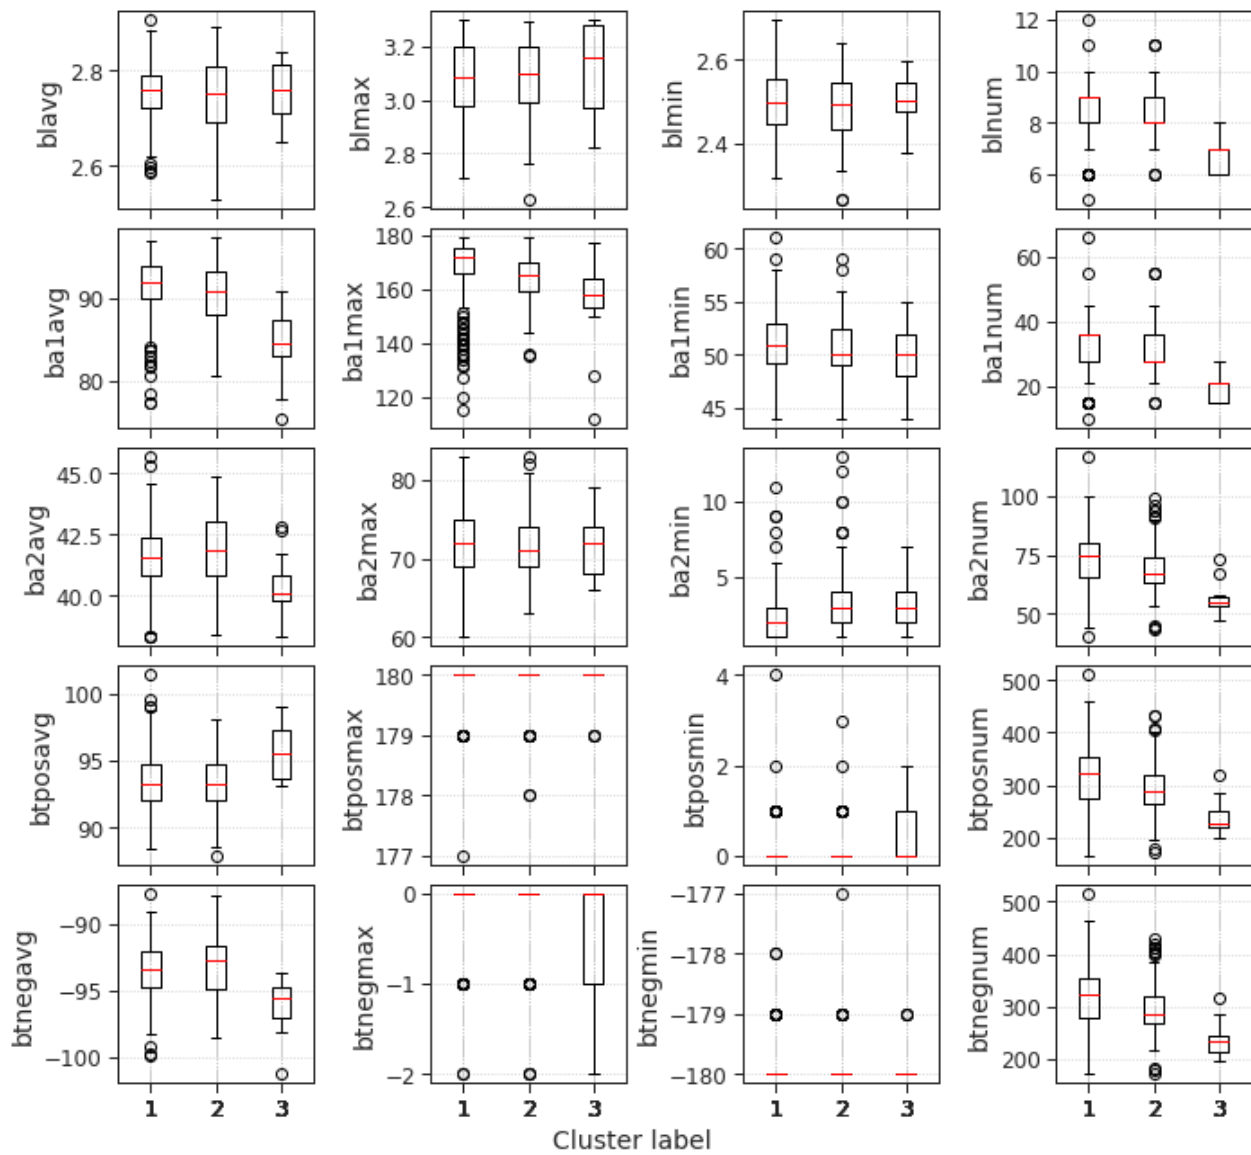 blavg
2.8
2.6
blmax
3.2
3.0
2.8
2.6
blmin
2.6
2.4
blnum
12
10
8
6
ba1avg
90
80
ba1max
180
160
140
120
ba1min
60
55
50
45
ba1num
60
40
20
ba2avg
45.0
42.5
40.0
ba2max
80
70
60
ba2min
10
5
ba2num
100
75
50
btposavg
100
95
90
btposmax
180
179
178
177
btposmin
4
2
0
btposnum
500
400
300
200
btnegavg
−90
−95
−100
btnegmax
0
−1
−2
btnegmin
−177
−178
−179
−180
btnegnum
500
400
300
200
1 2 3
1 2 3
1 2 3
1 2 3
Cluster label